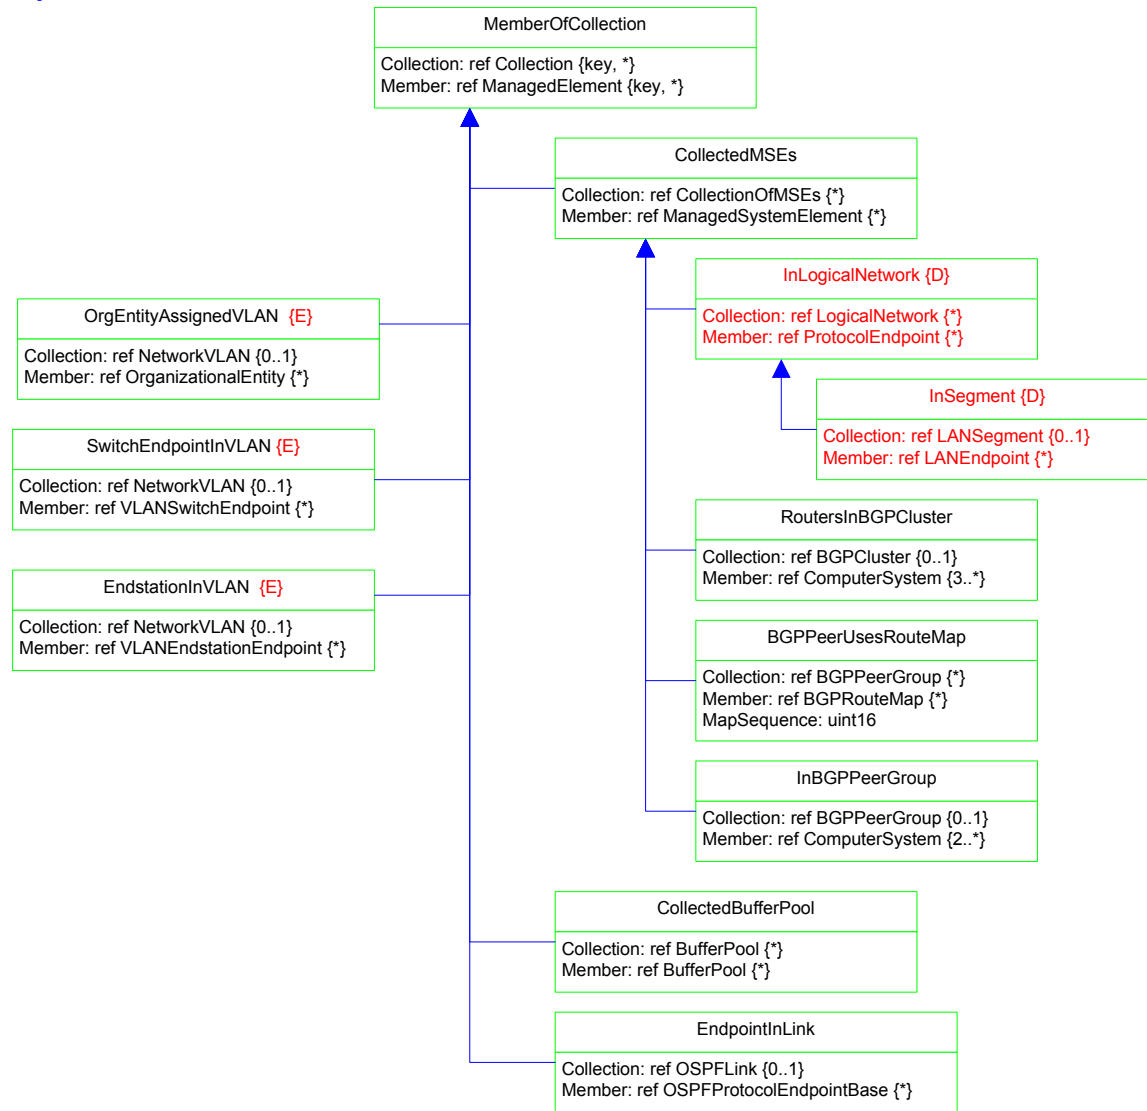 MemberOfCollection
Collection: ref Collection {key, *}
Member: ref ManagedElement {key, *}
CollectedMSEs
Collection: ref CollectionOfMSEs {*}
Member: ref ManagedSystemElement {*}
InLogicalNetwork {D}
Collection: ref LogicalNetwork {*}
Member: ref ProtocolEndpoint {*}
OrgEntityAssignedVLAN {E}
Collection: ref NetworkVLAN {0..1}
Member: ref OrganizationalEntity {*}
InSegment {D}
Collection: ref LANSegment {0..1}
Member: ref LANEndpoint {*}
SwitchEndpointInVLAN {E}
Collection: ref NetworkVLAN {0..1}
Member: ref VLANSwitchEndpoint {*}
RoutersInBGPCluster
Collection: ref BGPCluster {0..1}
Member: ref ComputerSystem {3..*}
EndstationInVLAN {E}
Collection: ref NetworkVLAN {0..1}
Member: ref VLANEndstationEndpoint {*}
BGPPeerUsesRouteMap
Collection: ref BGPPeerGroup {*}
Member: ref BGPRouteMap {*}
MapSequence: uint16
InBGPPeerGroup
Collection: ref BGPPeerGroup {0..1}
Member: ref ComputerSystem {2..*}
CollectedBufferPool
Collection: ref BufferPool {*}
Member: ref BufferPool {*}
EndpointInLink
Collection: ref OSPFLink {0..1}
Member: ref OSPFProtocolEndpointBase {*}